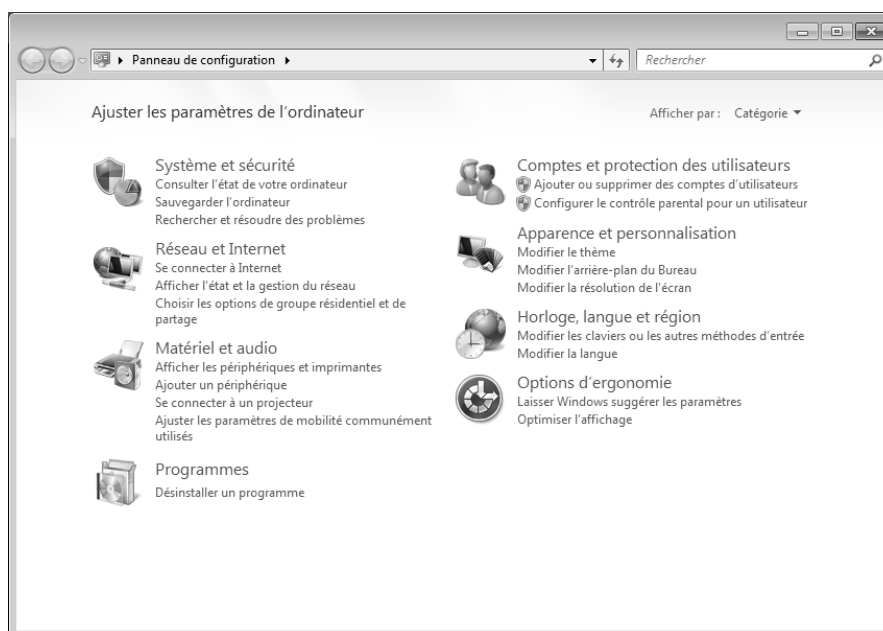 Panneau de configuration
Rechercher
Ajuster les paramètres de l'ordinateur
Afficher par :
Catégorie
Système et sécurité
Consulter l'état de votre ordinateur
Sauvegarder l'ordinateur
Rechercher et résoudre des problèmes
Réseau et Internet
Se connecter à Internet
Afficher l'état et la gestion du réseau
Choisir les options de groupe résidentiel et de
partage
Matériel et audio
Afficher les périphériques et imprimantes
Ajouter un périphérique
Se connecter à un projecteur
Ajuster les paramètres de mobilité communément
utilisés
Programmes
Désinstaller un programme
Comptes et protection des utilisateurs
Ajouter ou supprimer des comptes d'utilisateurs
Configurer le contrôle parental pour un utilisateur
Apparence et personnalisation
Modifier le thème
Modifier l'arrière-plan du Bureau
Modifier la résolution de l'écran
Horloge, langue et région
Modifier les claviers ou les autres méthodes d'entrée
Modifier la langue
Options d'ergonomie
Laisser Windows suggérer les paramètres
Optimiser l'affichage